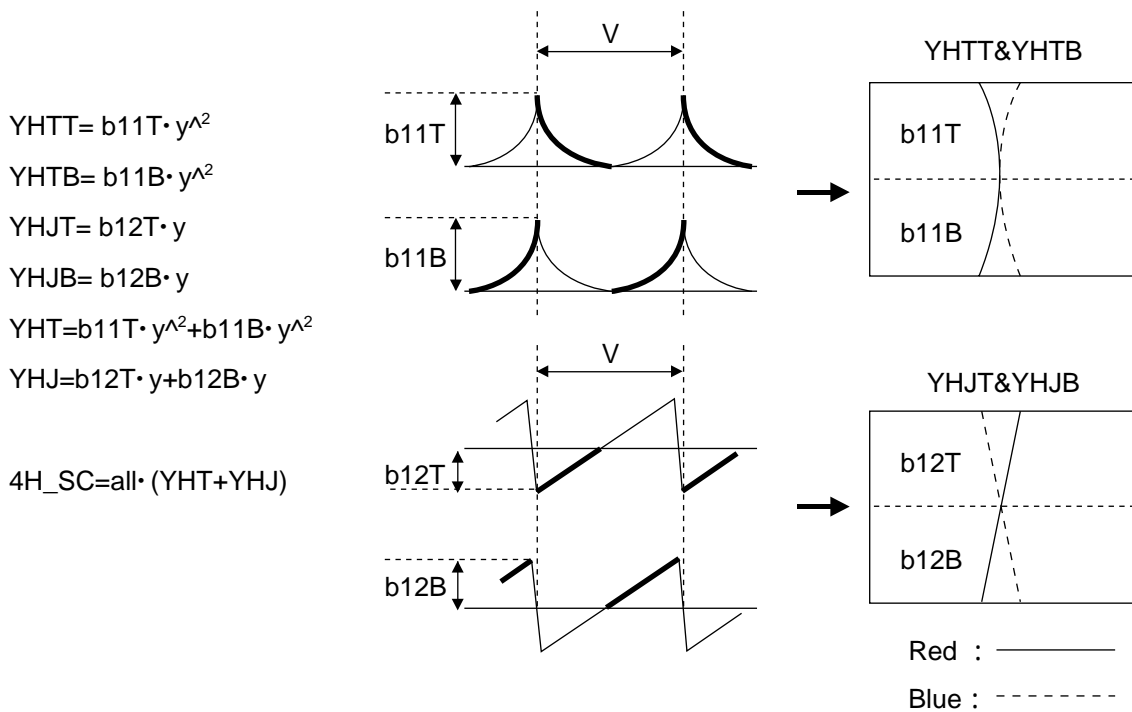 YHTT= b11T・y^²
YHTB= b11B・y^²
YHJT= b12T・y
YHJB= b12B・y
YHT=b11T・y^²+b11B・y^²
YHJ=b12T・y+b12B・y
4H_SC=all・(YHT+YHJ)
V
b11T
b11B
V
b12T
b12B
YHTT&YHTB
b11T
b11B
YHJT&YHJB
b12T
b12B
Red :
Blue :